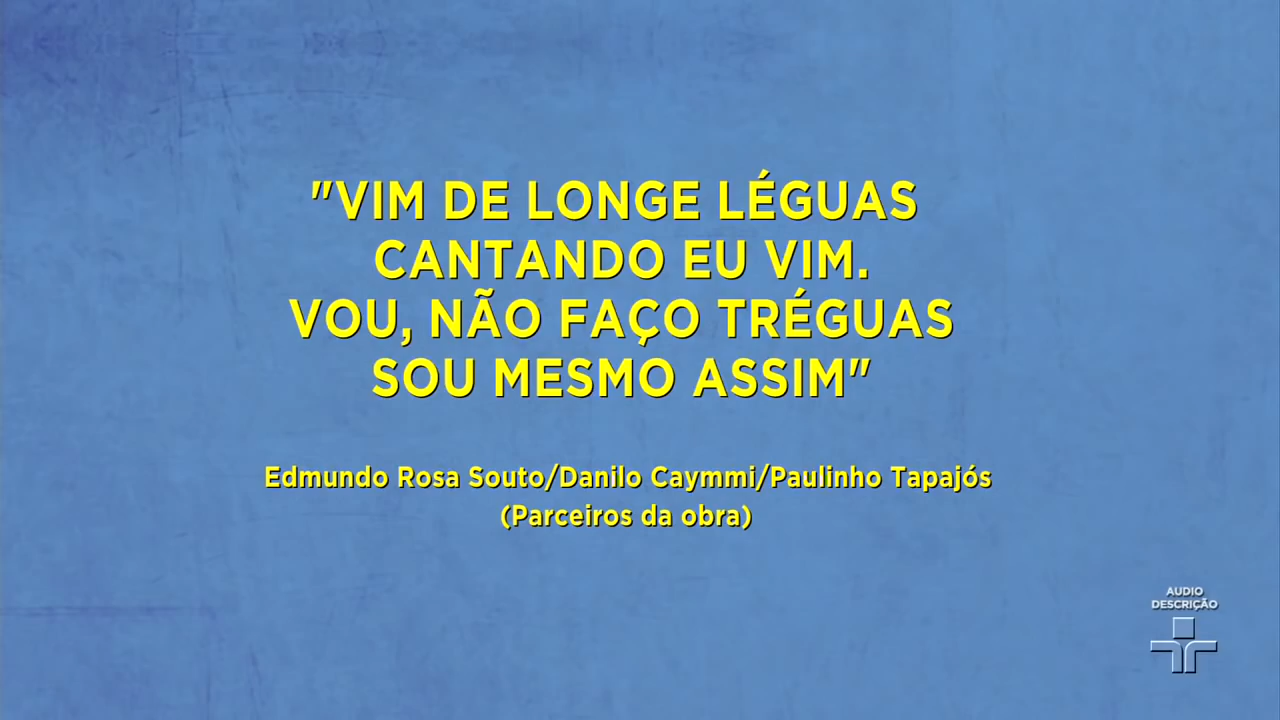 "VIM DE LONGE LÉGUAS
CANTANDO EU VIM.
VOU, NÃO FAÇO TRÉGUAS
SOU MESMO ASSIM"
Edmundo Rosa Souto/Danilo Caymmi/Paulinho Tapajós
(Parceiros da obra)
AUDIO
DESCRIÇÃO